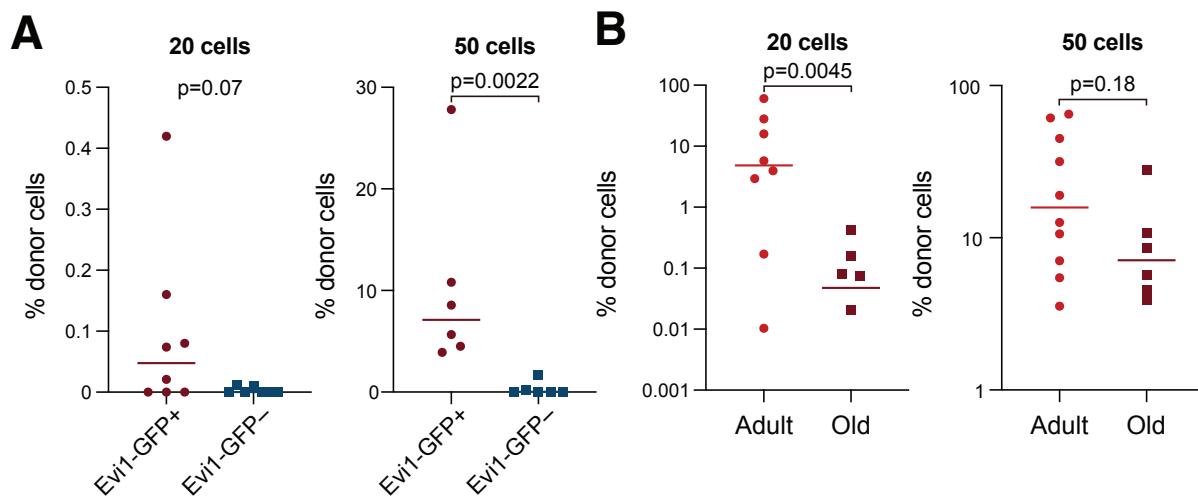 A
20 cells
p=0.07
% donor cells
0.5
0.4
0.3
0.2
0.1
0
Evi1-GFP+
Evi1-GFP–
50 cells
p=0.0022
% donor cells
30
20
10
0
Evi1-GFP+
Evi1-GFP–
B
20 cells
p=0.0045
% donor cells
100
10
1
0.1
0.01
0.001
Adult
Old
50 cells
p=0.18
% donor cells
100
10
1
Adult
Old